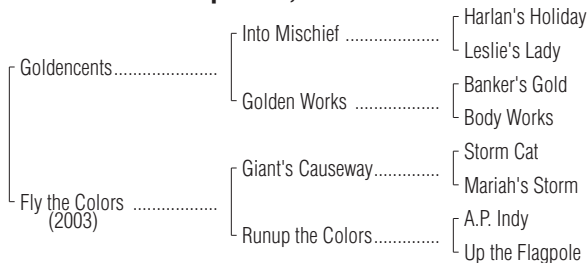 Harlan's Holiday
Into Mischief ..................
Leslie's Lady
Goldencents....................
Banker's Gold
Golden Works ................
Body Works
Storm Cat
Giant's Causeway.............
Mariah's Storm
Fly the Colors ................
(2003)
A.P. Indy
Runup the Colors.............
Up the Flagpole